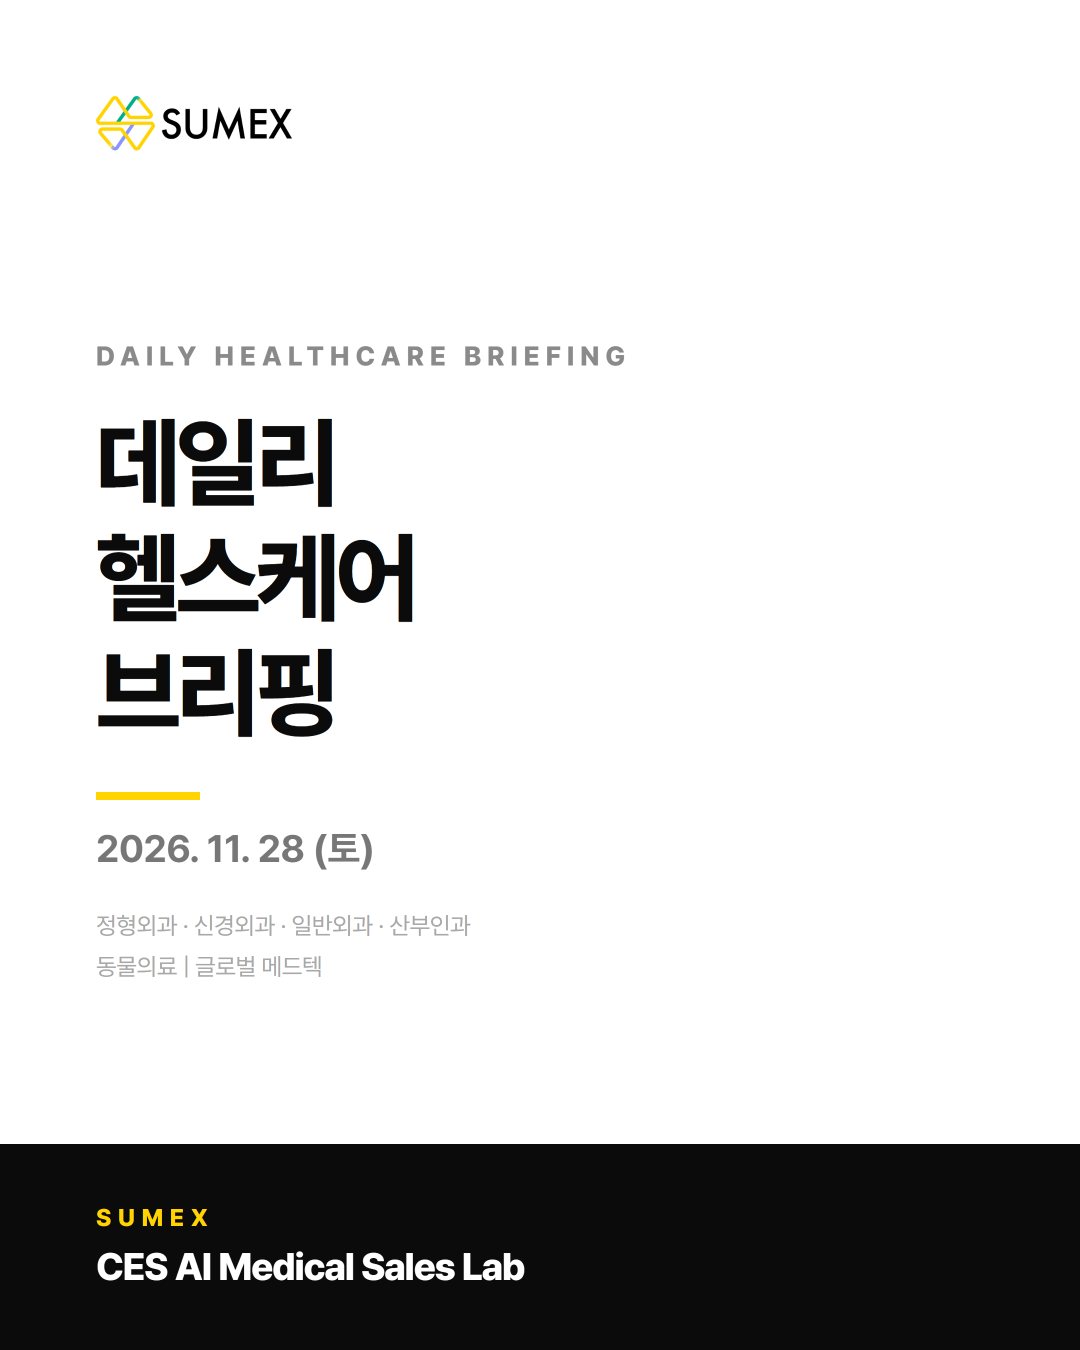 SUMEX
DAILY HEALTHCARE BRIEFING
데일리
헬스케어
브리핑
2026. 11. 28 (토)
정형외과 · 신경외과 · 일반외과 · 산부인과
동물의료 | 글로벌 메드텍
SUMEX
CES AI Medical Sales Lab